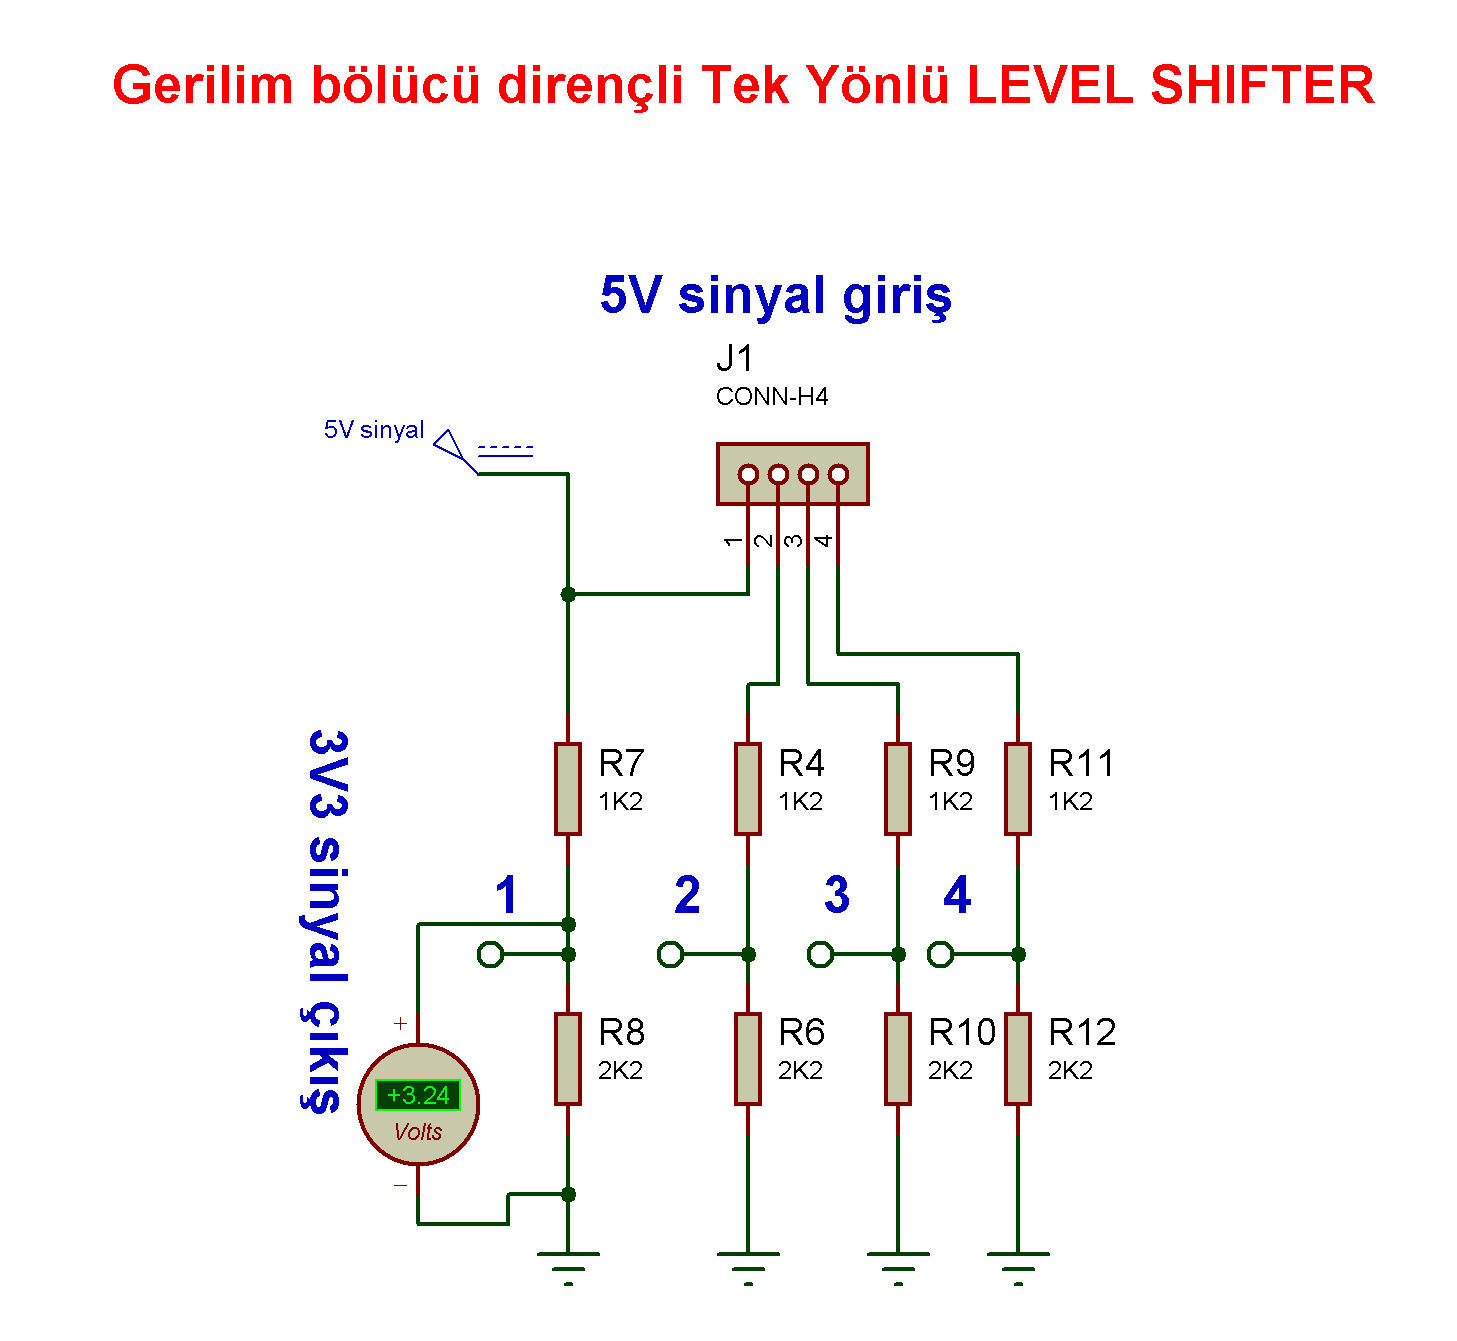 Gerilim bölücü dirençli Tek Yönlü LEVEL SHIFTER
5V sinyal giriş
J1
CONN-H4
5V sinyal
1
2
3
4
3V3 sinyal çıkış
R7
1K2
R4
1K2
R9
1K2
R11
1K2
1
2
3
4
R8
2K2
R6
2K2
R10
2K2
R12
2K2
+
+3.24
Volts
−